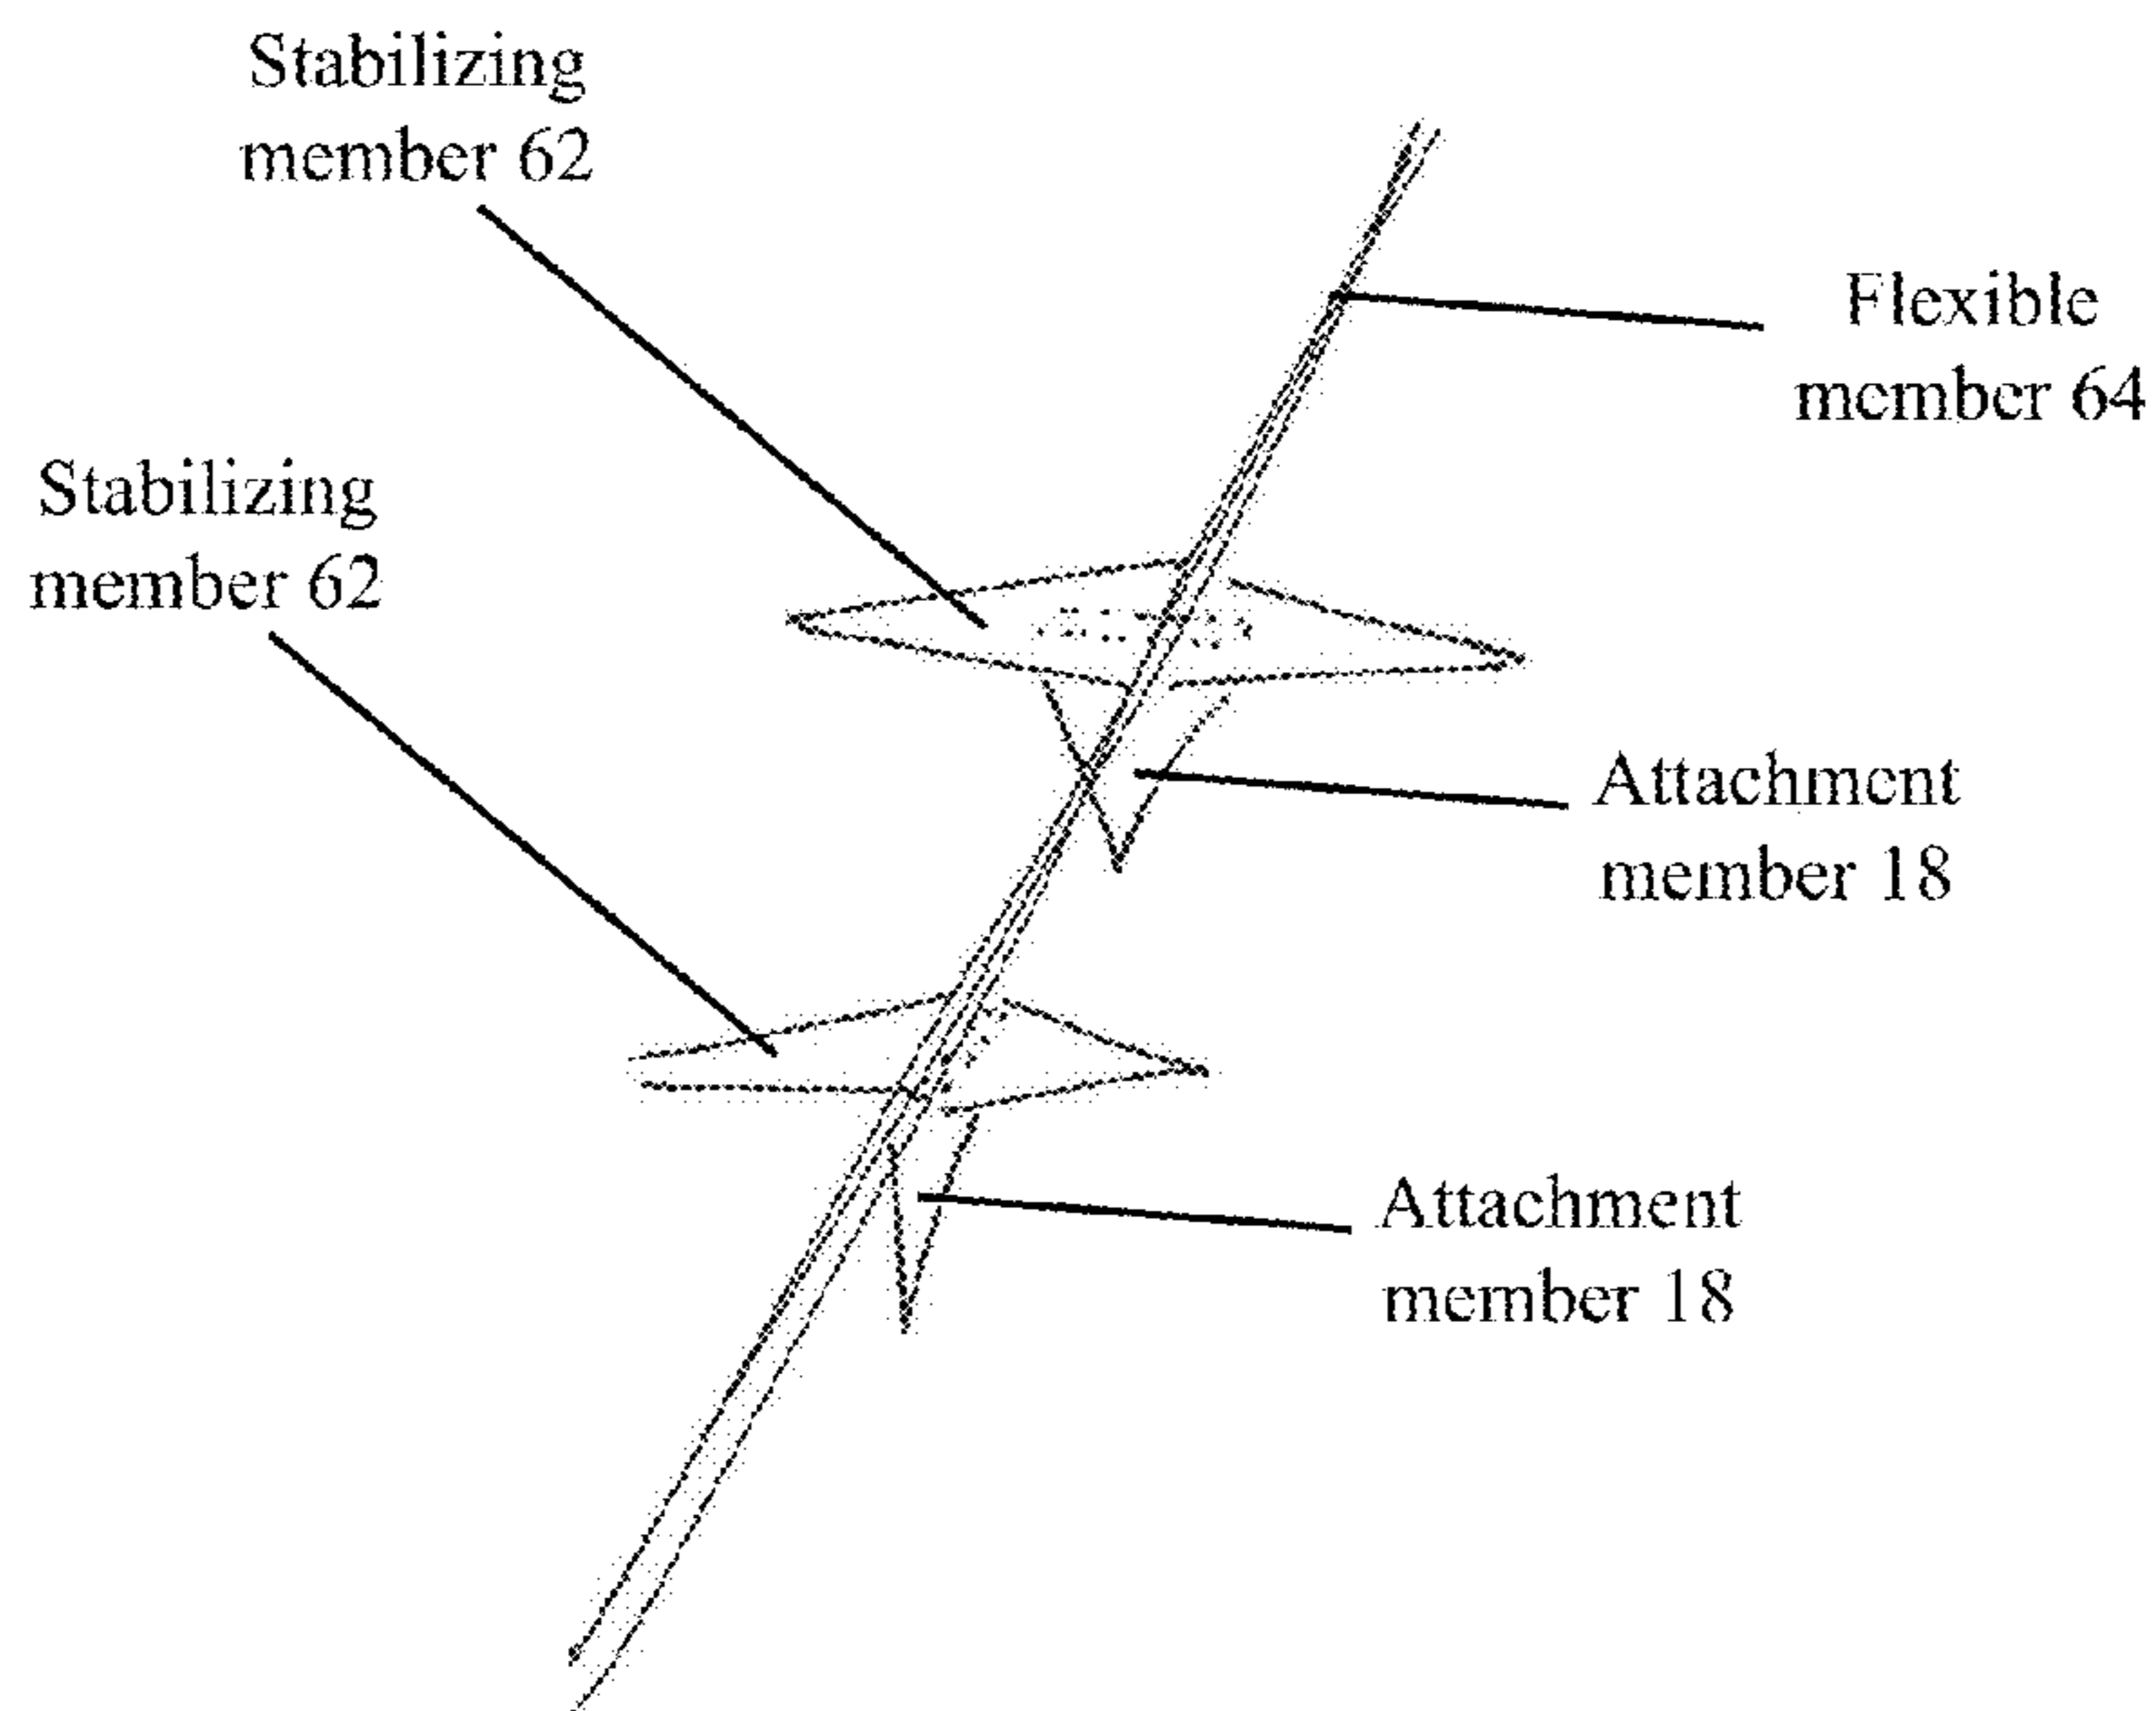 Stabilizing
member 62
Flexible
member 64
Stabilizing
member 62
Attachment
member 18
Attachment
member 18